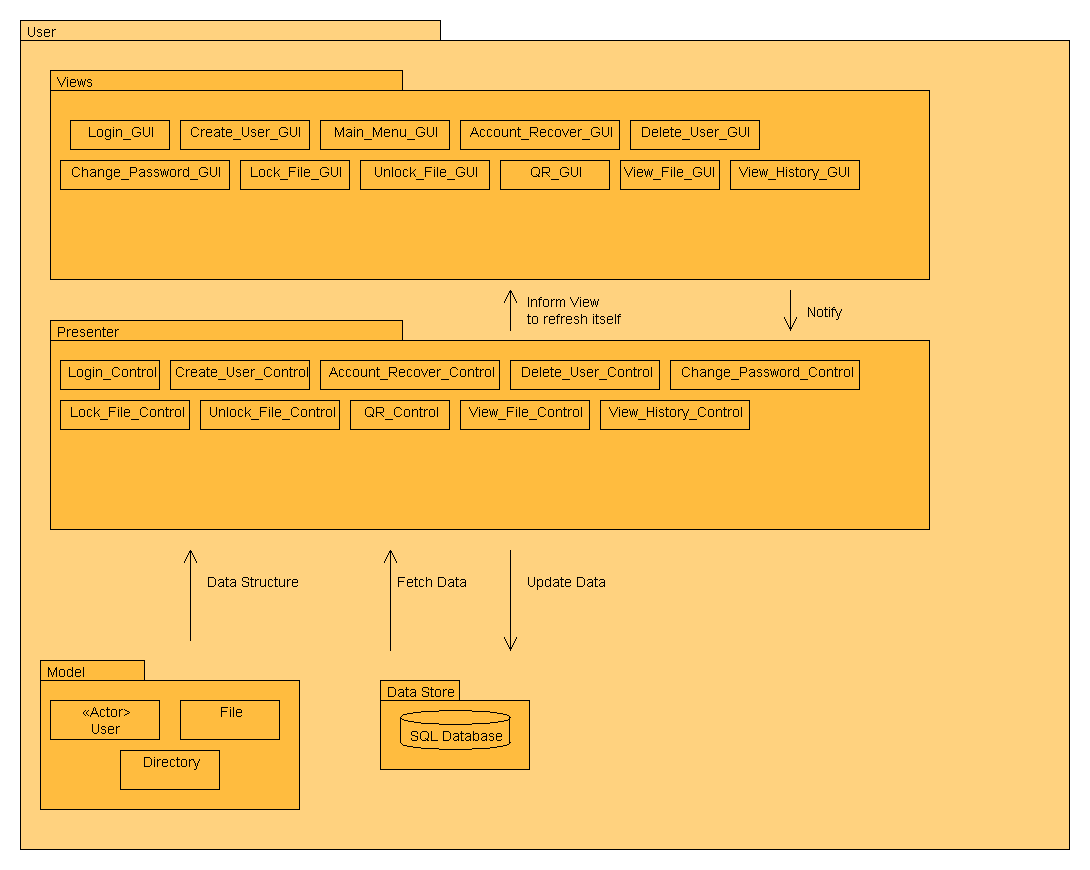 User
Views
Login_GUI
Create_User_GUI
Main_Menu_GUI
Account_Recover_GUI
Delete_User_GUI
Change_Password_GUI
Lock_File_GUI
Unlock_File_GUI
QR_GUI
View_File_GUI
View_History_GUI
Inform View
to refresh itself
Notify
Presenter
Login_Control
Create_User_Control
Account_Recover_Control
Delete_User_Control
Change_Password_Control
Lock_File_Control
Unlock_File_Control
QR_Control
View_File_Control
View_History_Control
Data Structure
Fetch Data
Update Data
Model
«Actor>
User
File
Directory
Data Store
SQL Database